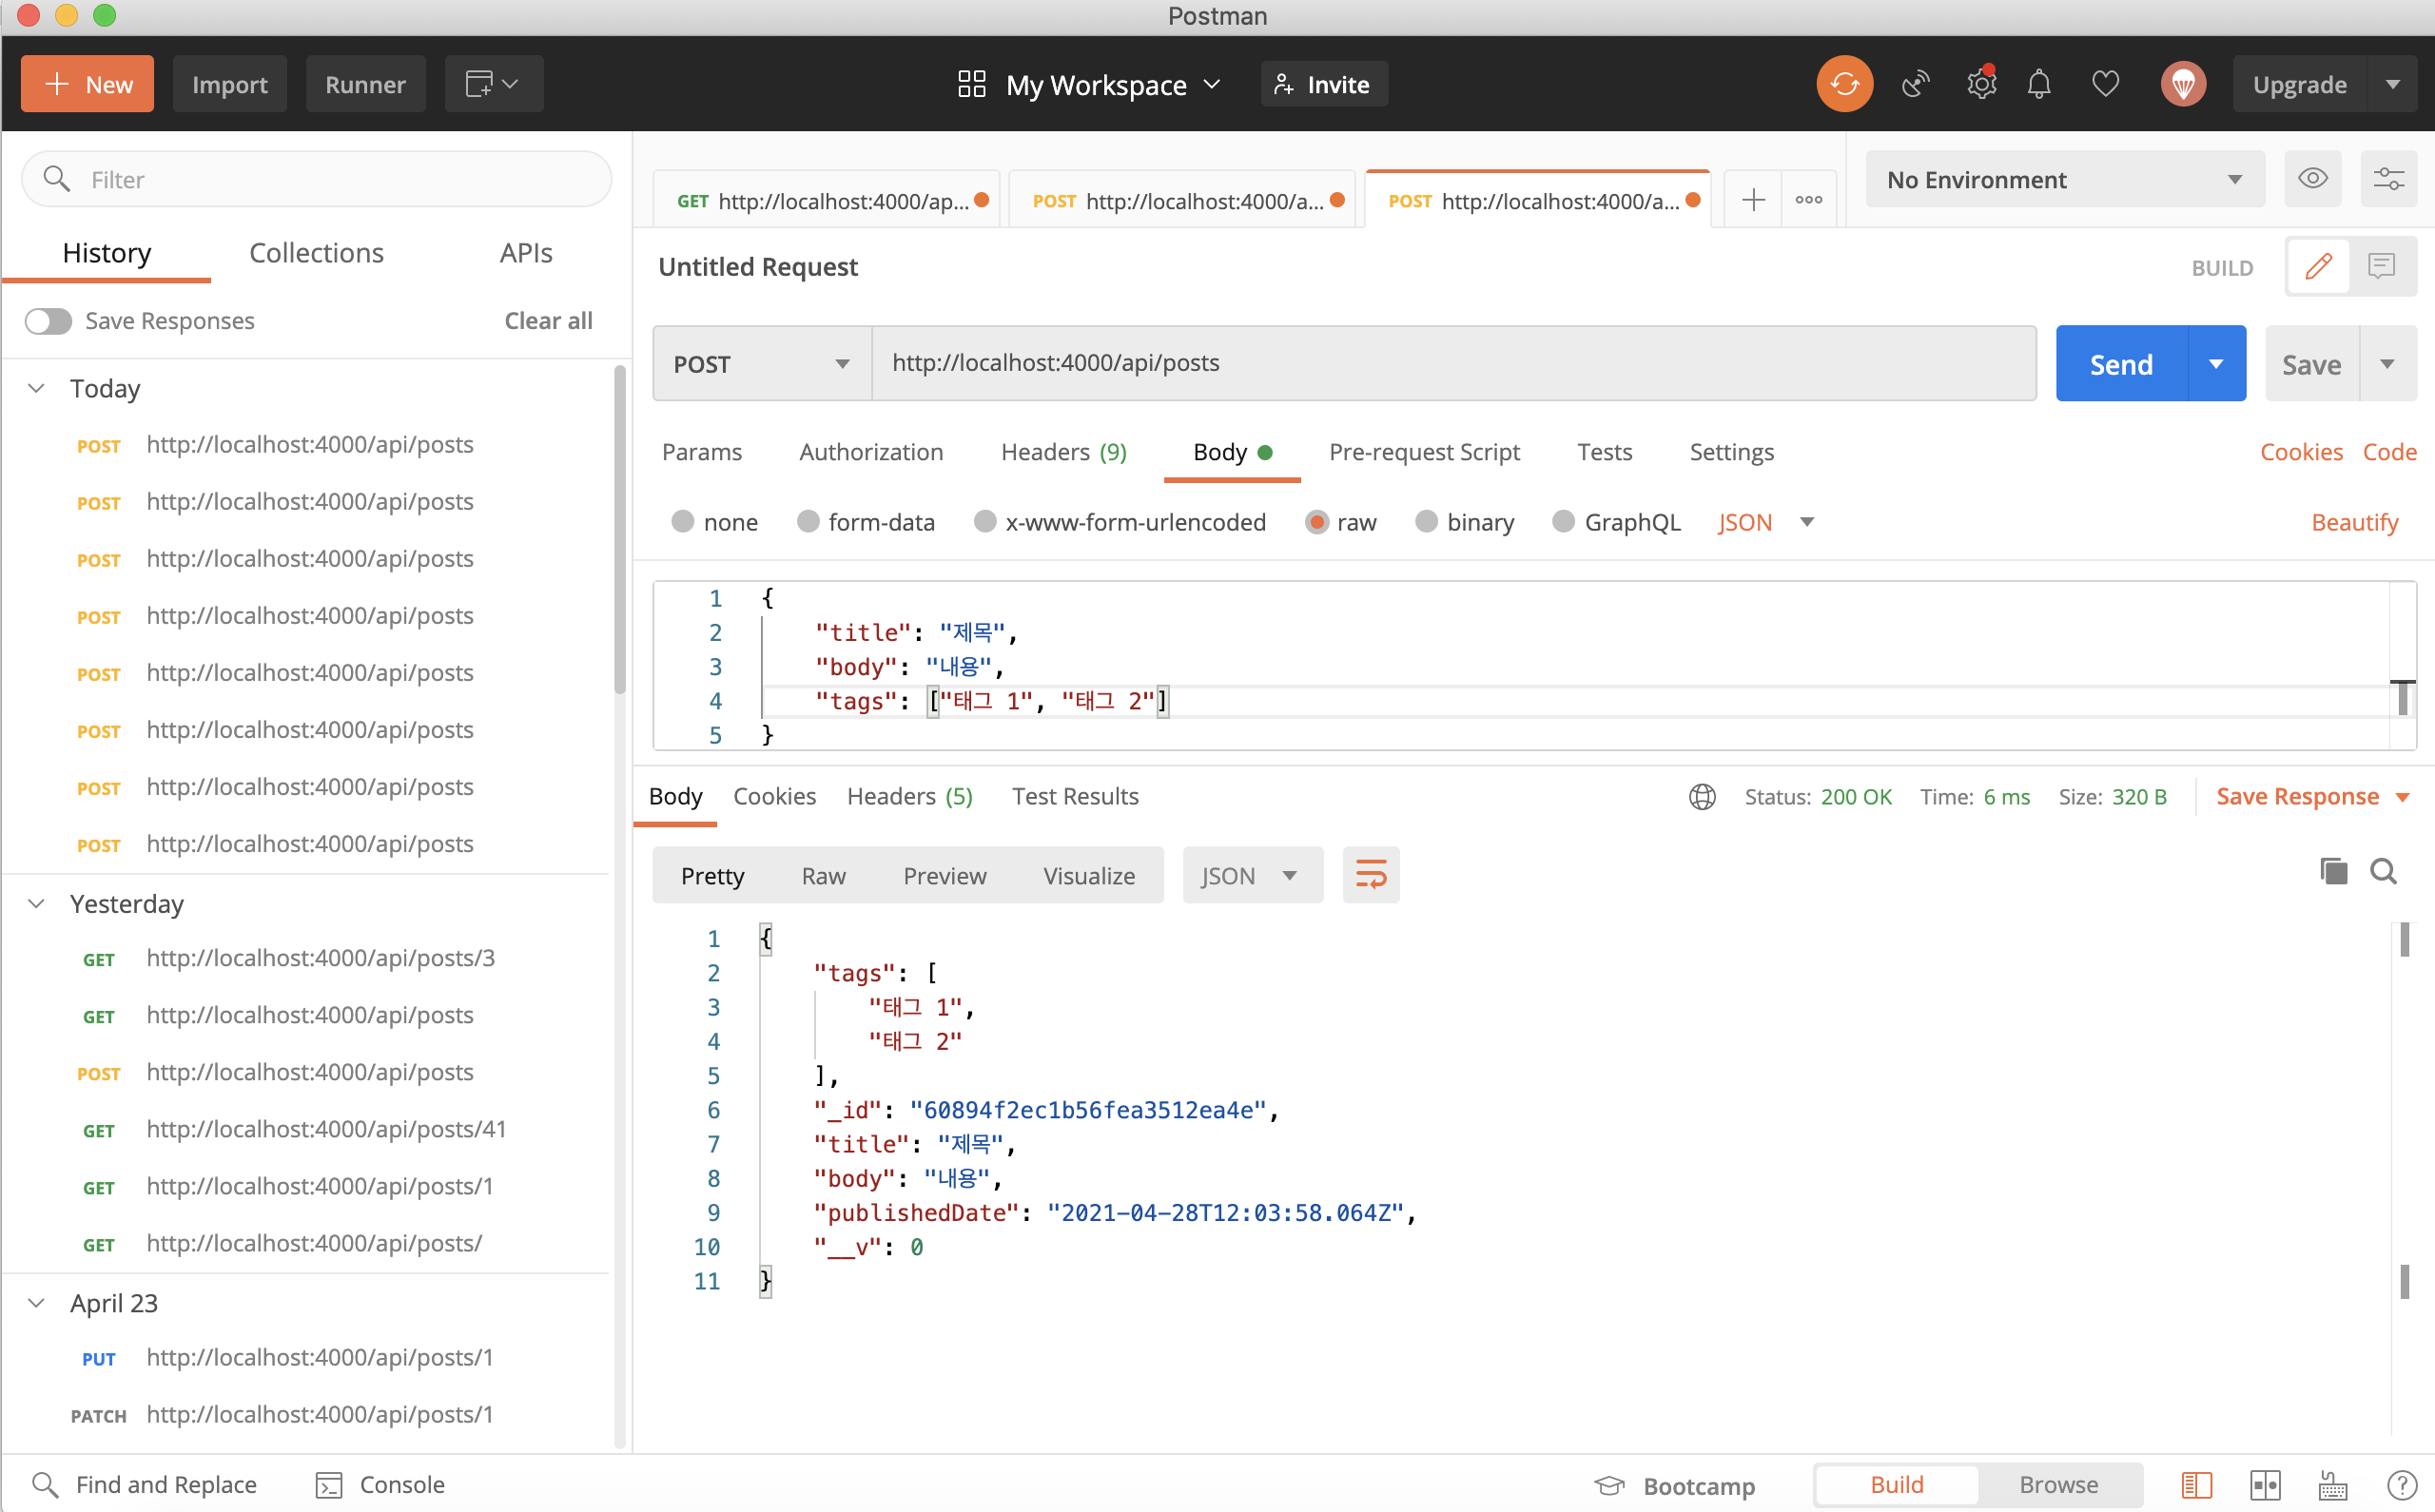 Postman
New
Import
Runner
My Workspace
Invite
Upgrade
Filter
History
Collections
APIs
Save Responses
Clear all
Today
POST http://localhost:4000/api/posts
POST http://localhost:4000/api/posts
POST http://localhost:4000/api/posts
POST http://localhost:4000/api/posts
POST http://localhost:4000/api/posts
POST http://localhost:4000/api/posts
POST http://localhost:4000/api/posts
POST http://localhost:4000/api/posts
Yesterday
GET http://localhost:4000/api/posts/3
GET http://localhost:4000/api/posts
POST http://localhost:4000/api/posts
GET http://localhost:4000/api/posts/41
GET http://localhost:4000/api/posts/1
GET http://localhost:4000/api/posts/
April 23
PUT http://localhost:4000/api/posts/1
PATCH http://localhost:4000/api/posts/1
GET http://localhost:4000/ap...
POST http://localhost:4000/a...
POST http://localhost:4000/a...
No Environment
Untitled Request
BUILD
POST
http://localhost:4000/api/posts
Send
Save
Params
Authorization
Headers (9)
Body
Pre-request Script
Tests
Settings
Cookies
Code
none
form-data
x-www-form-urlencoded
raw
binary
GraphQL
JSON
Beautify
1 {
2 "title": "제목",
3 "body": "내용",
4 "tags": ["태그 1", "태그 2"]
5 }
Body
Cookies
Headers (5)
Test Results
Status: 200 OK
Time: 6 ms
Size: 320 B
Save Response
Pretty
Raw
Preview
Visualize
JSON
1 {
2 "tags": [
3 "태그 1",
4 "태그 2"
5 ],
6 "_id": "60894f2ec1b56fea3512ea4e",
7 "title": "제목",
8 "body": "내용",
9 "publishedDate": "2021-04-28T12:03:58.064Z",
10 "__v": 0
11 }
Find and Replace
Console
Bootcamp
Build
Browse